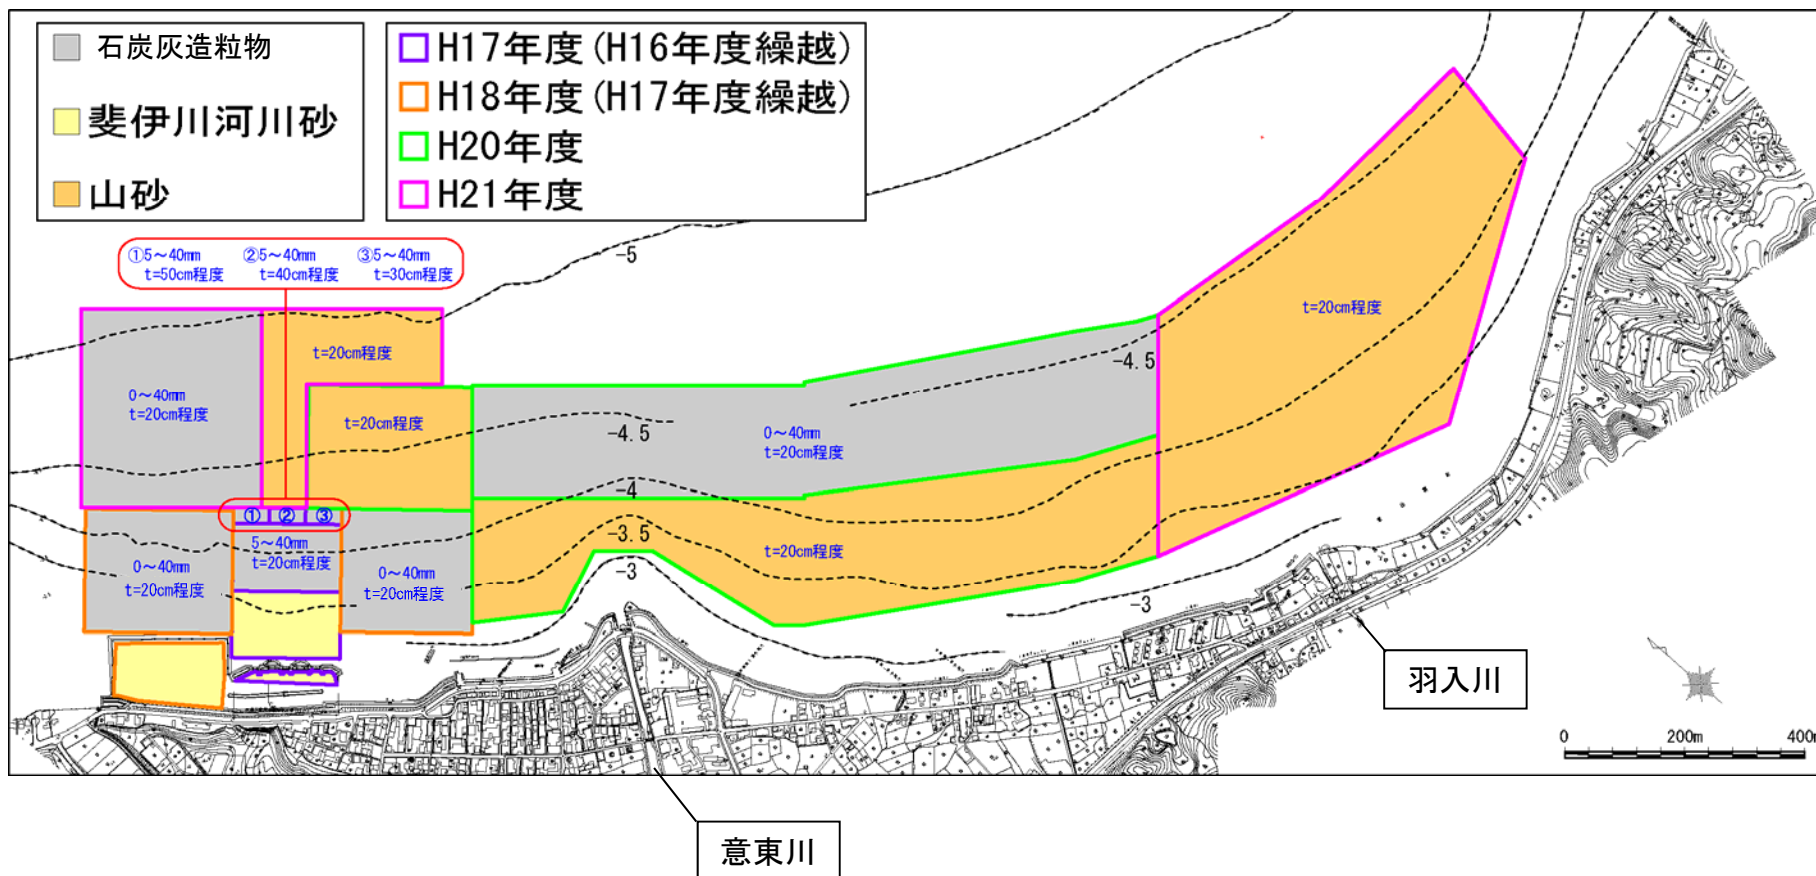 石炭灰造粒物
斐伊川河川砂
山砂
H17年度(H16年度繰越)
H18年度(H17年度繰越)
H20年度
H21年度
①5～40mm
t=50cm程度
②5～40mm
t=40cm程度
③5～40mm
t=30cm程度
-5
t=20cm程度
t=20cm程度
-4.5
0～40mm
t=20cm程度
t=20cm程度
-4.5
0～40mm
t=20cm程度
-4
① ② ③
-3.5
5～40mm
t=20cm程度
t=20cm程度
0～40mm
t=20cm程度
0～40mm
t=20cm程度
-3
-3
羽入川
0 200m 400m
意東川